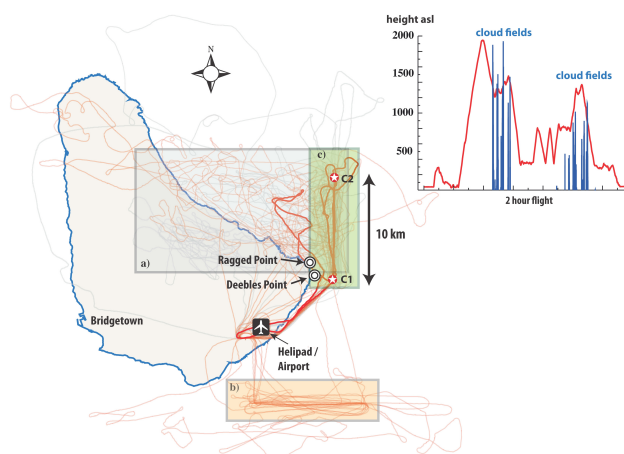 height asl
2000
cloud fields
1500
cloud fields
1000
500
2 hour flight
N
c)
C2
10 km
a)
Ragged Point
Deebles Point
C1
Bridgetown
Helipad /
Airport
b)